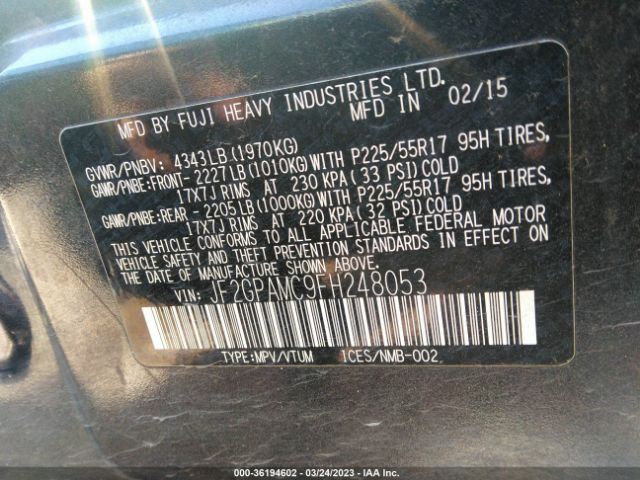 MFD BY FUJI HEAVY INDUSTRIES LTD.
MFD IN 02/15
GVWR/PNBV: 4343LB.(1970KG)
GAWR/PNBE:FRONT- 2227 LB(1010KG)WITH P225/55R17 95H TIRES,
17X7J RIMS AT 230 KPA( 33 PSI)COLD
GAWR/PNBE:REAR - 2205 LB(1000KG)WITH P225/55R17 95H TIRES,
17X7J RIMS AT 220 KPA(32 PSI)COLD
THIS VEHICLE CONFORMS TO ALL APPLICABLE FEDERAL MOTOR
VEHICLE SAFETY AND THEFT PREVENTION STANDARDS IN EFFECT ON
THE DATE OF MANUFACTURE SHOWN ABOVE.
VIN: JF2GPAMC9FH248053
TYPE:MPV/VTUM ICES/NMB-002
000-36194602 - 03/24/2023 - IAA Inc.